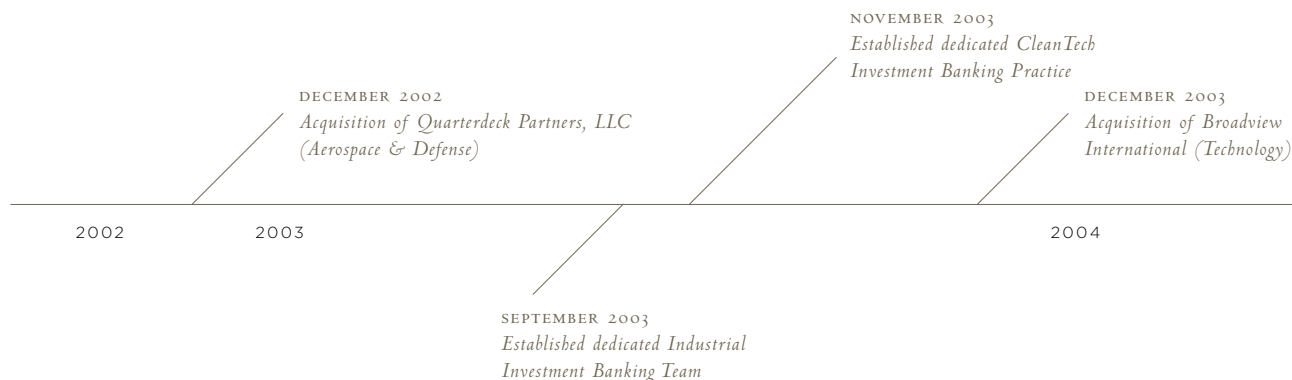 NOVEMBER 2003
Established dedicated CleanTech
Investment Banking Practice
DECEMBER 2002
Acquisition of Quarterdeck Partners, LLC
(Aerospace & Defense)
DECEMBER 2003
Acquisition of Broadview
International (Technology)
2002
2003
2004
SEPTEMBER 2003
Established dedicated Industrial
Investment Banking Team